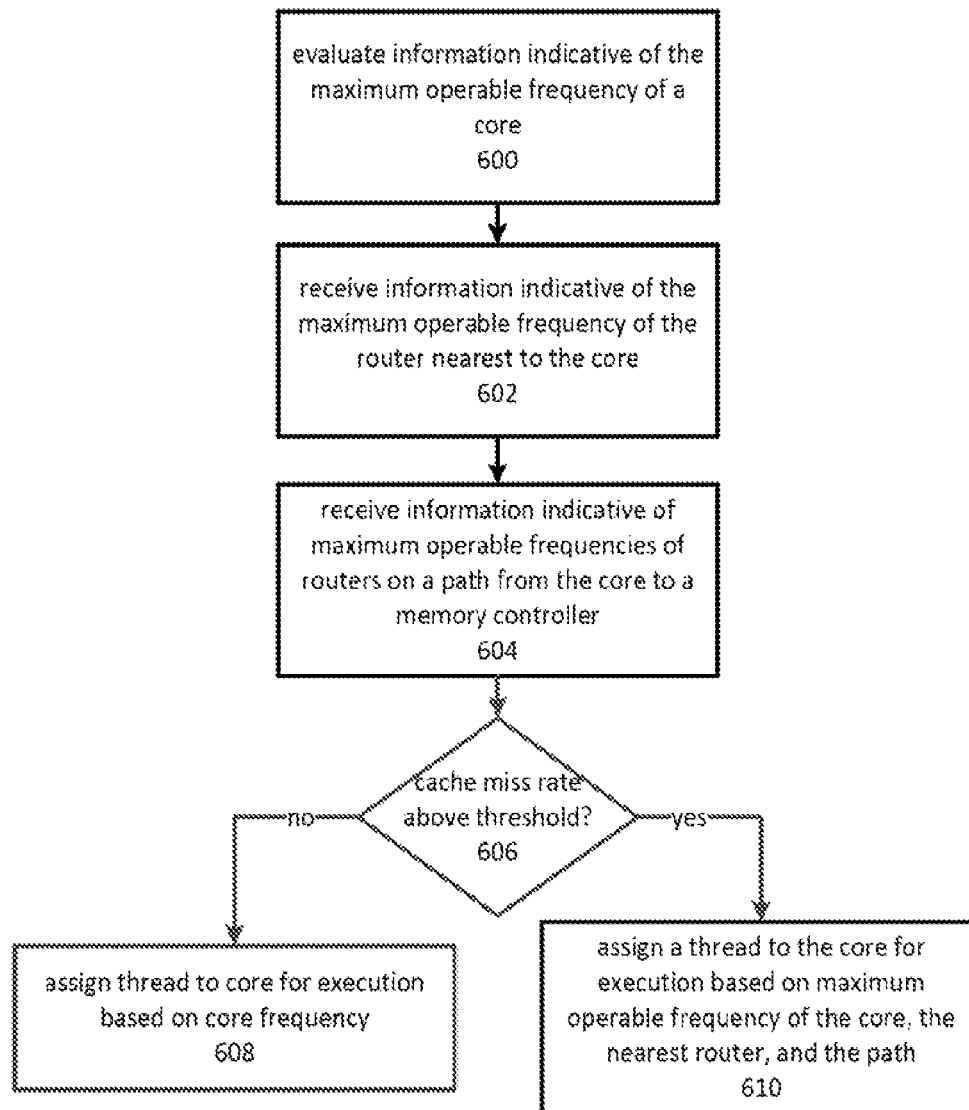 evaluate information indicative of the
maximum operable frequency of a
core
600
receive information indicative of the
maximum operable frequency of the
router nearest to the core
602
receive information indicative of
maximum operable frequencies of
routers on a path from the core to a
memory controller
604
cache miss rate
above threshold?
606
no
yes
assign thread to core for execution
based on core frequency
608
assign a thread to the core for
execution based on maximum
operable frequency of the core, the
nearest router, and the path
610